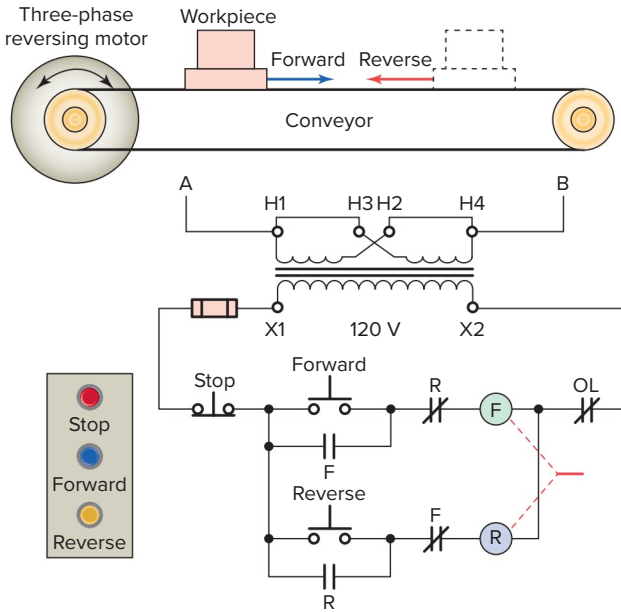 Three-phase
reversing motor
Workpiece
Forward
Reverse
Conveyor
A
B
H1
H3
H2
H4
X1
120 V
X2
Stop
Forward
R
F
OL
F
Reverse
F
R
R
Stop
Forward
Reverse